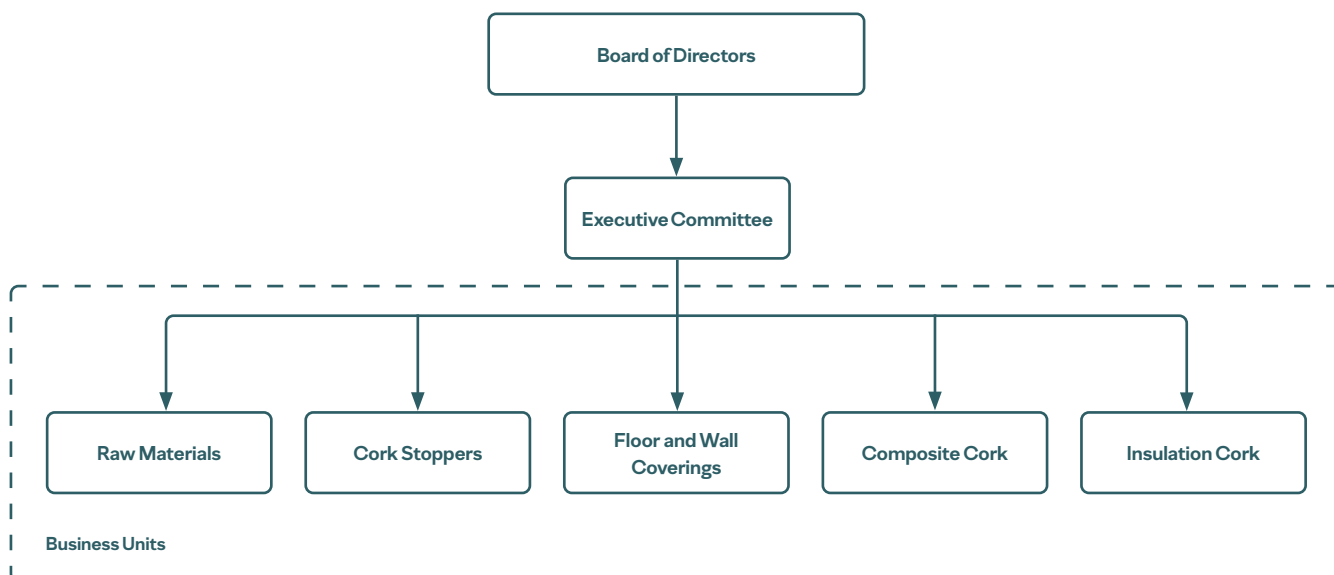 Board of Directors
Executive Committee
Raw Materials
Cork Stoppers
Floor and Wall
Coverings
Composite Cork
Insulation Cork
Business Units